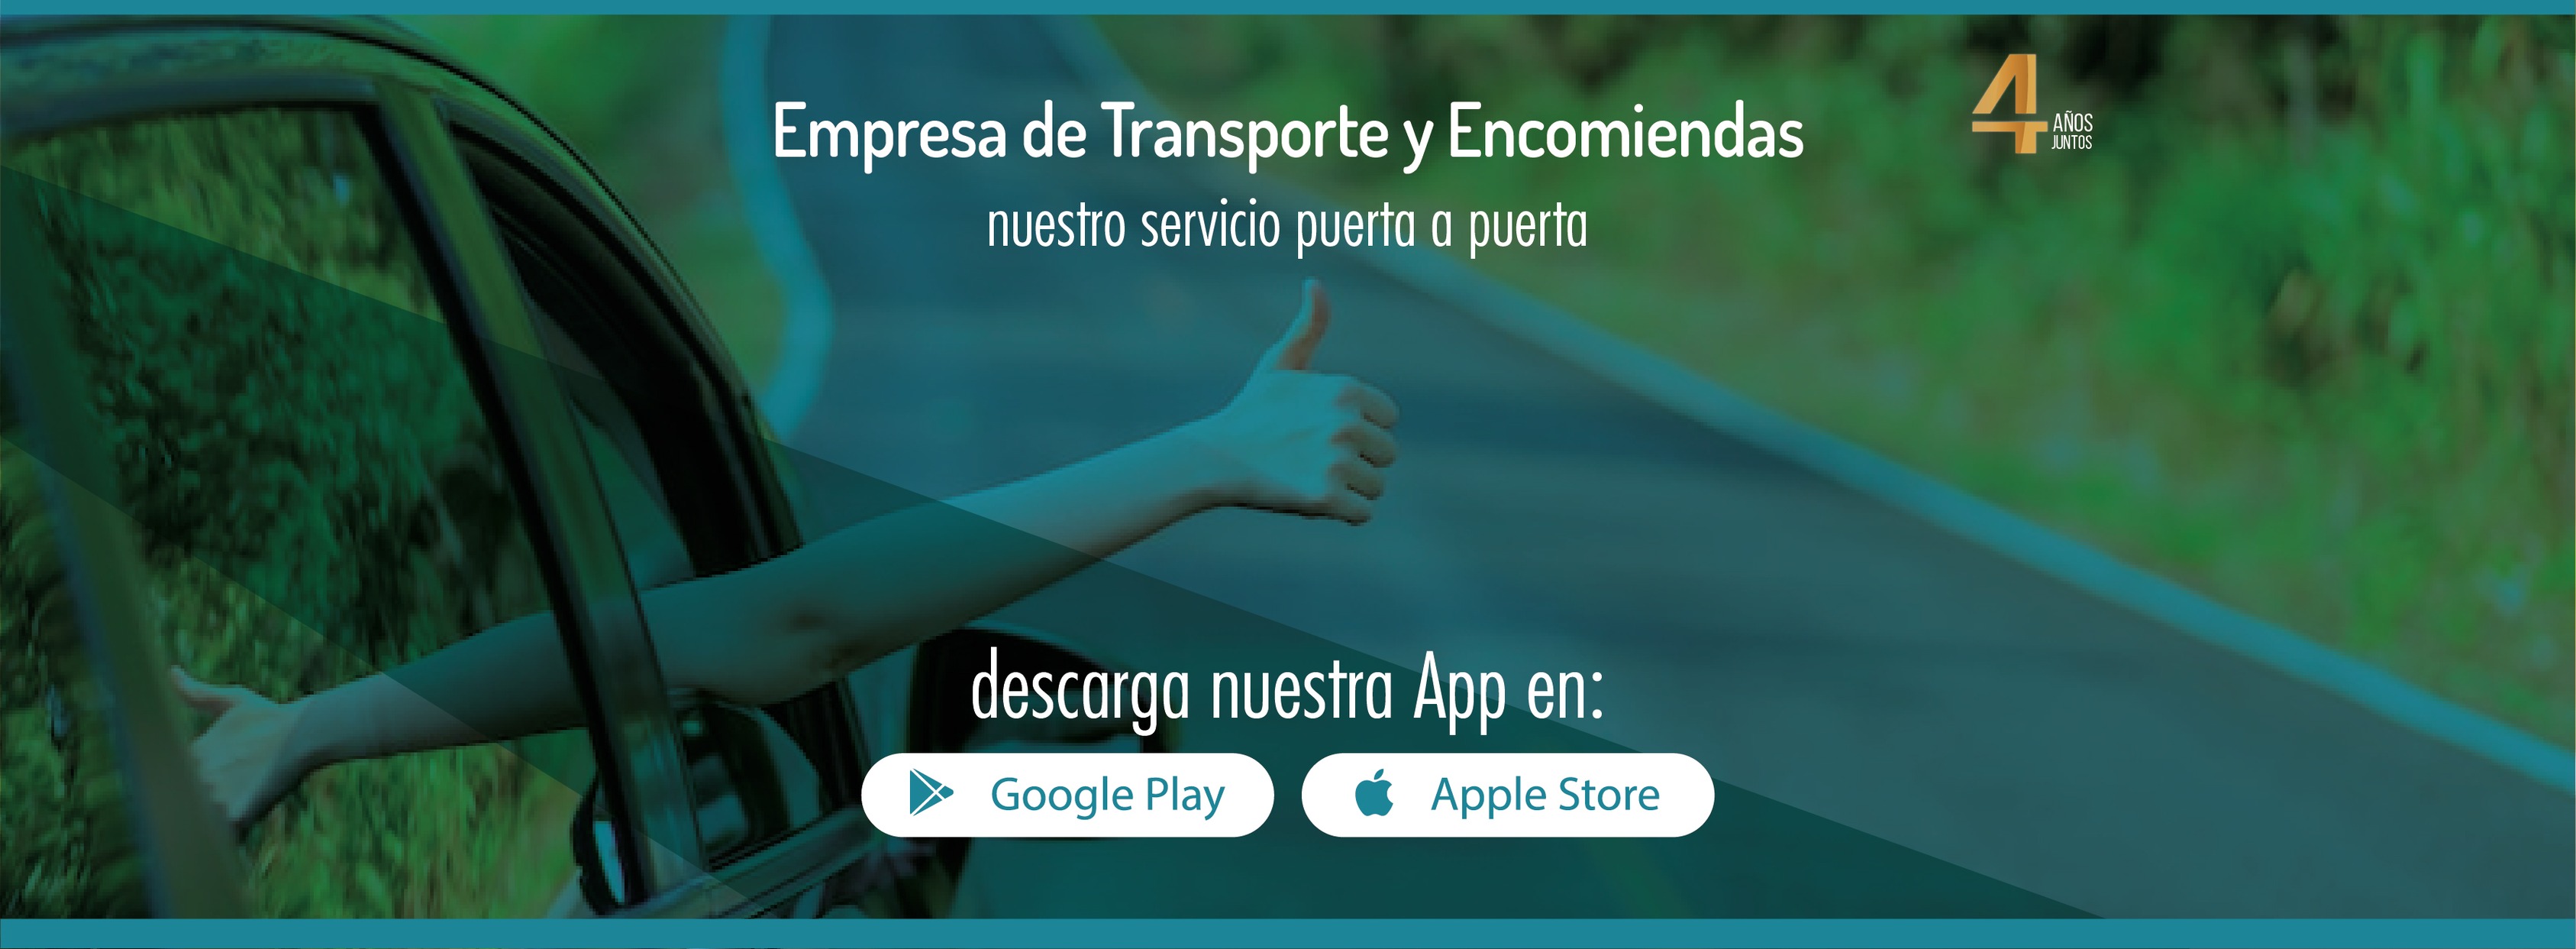 Empresa de Transporte y Encomiendas
nuestro servicio puerta a puerta
4 AÑOS
JUNTOS
descarga nuestra App en:
Google Play
Apple Store